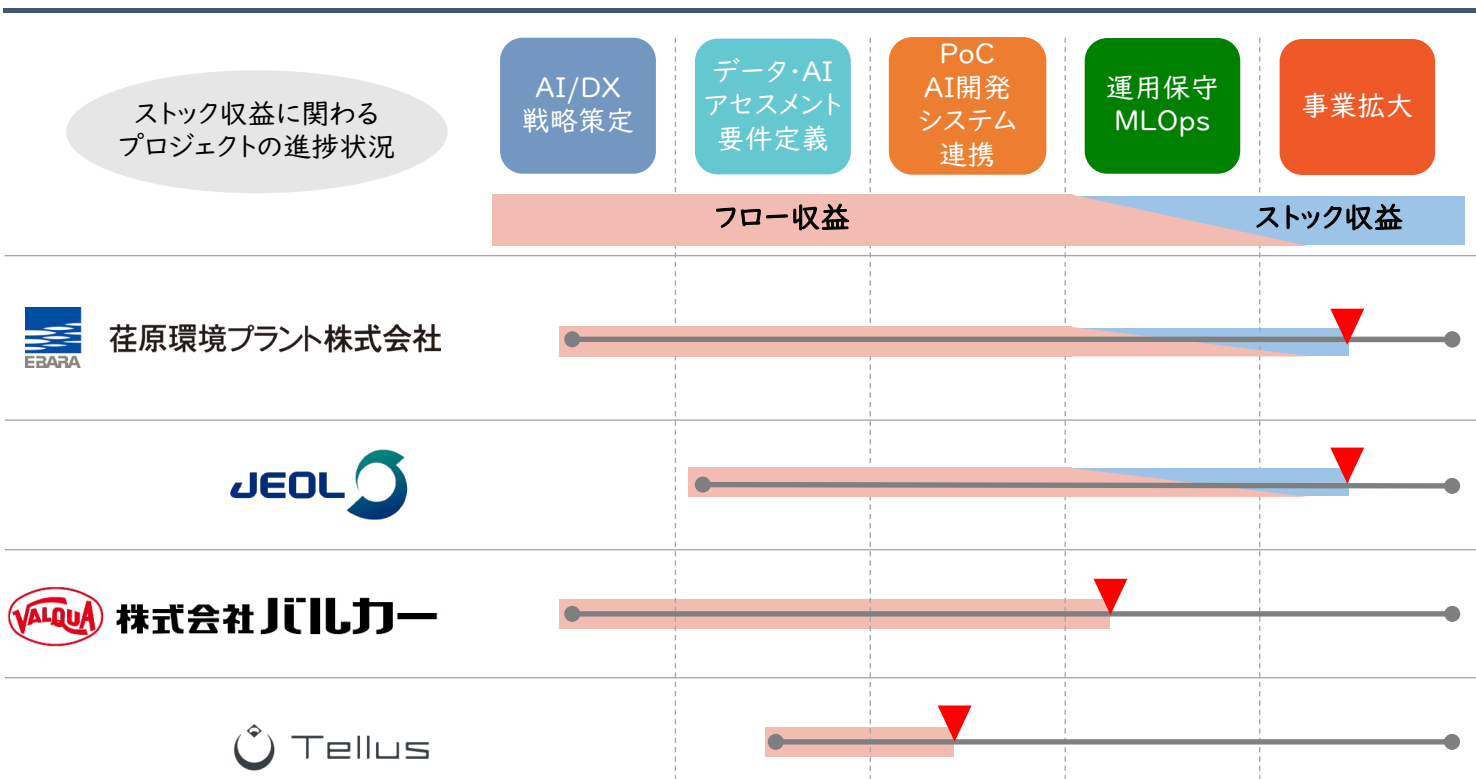 ストック収益に関わる
プロジェクトの進捗状況
AI/DX
戦略策定
データ・AI
アセスメント
要件定義
PoC
AI開発
システム
連携
運用保守
MLOps
事業拡大
フロー収益
ストック収益
EBARA
荏原環境プラント株式会社
JEOL
VALQUA
株式会社バルカー
Tellus